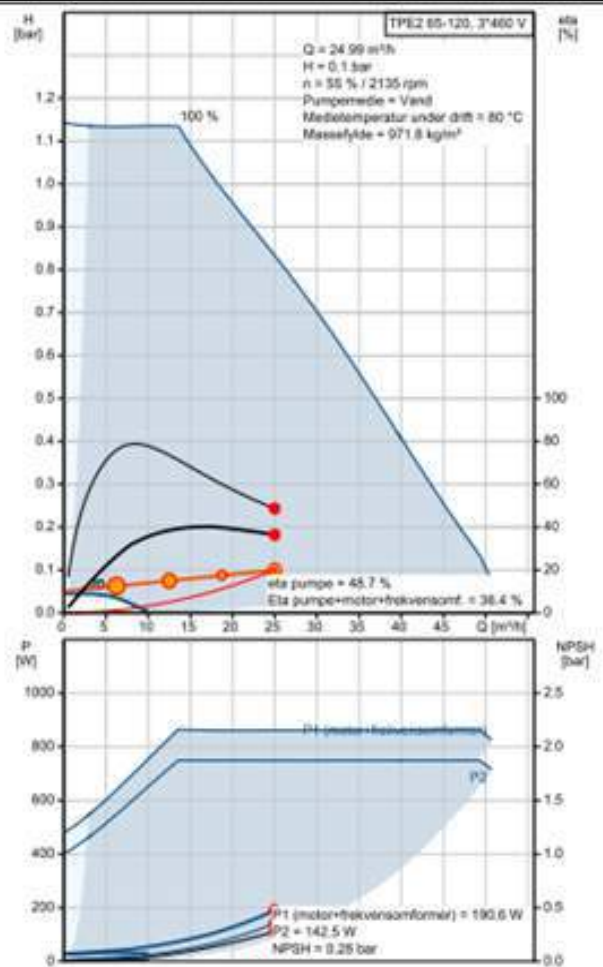 H
[bar]
TPE2 65-120, 3*460 V
eta
[%]
Q = 24.99 m³/h
H = 0.1 bar
n = 55 % / 2135 rpm
Pumpemedie = Vand
Medietemperatur under drift = 80 °C
Massefylde = 971.8 kg/m³
100 %
1.2
1.1
1.0
0.9
0.8
0.7
0.6
0.5
0.4
0.3
0.2
0.1
0.0
100
80
60
40
20
0
eta pumpe = 48.7 %
Eta pumpe+motor+frekvensomf. = 36.4 %
0 5 10 15 20 25 30 35 40 45 Q [m³/h]
P
[W]
NPSH
[bar]
1000
800
600
400
200
0
2.5
2.0
1.5
1.0
0.5
0.0
P1 (motor+frekvensomformer)
P2
P1 (motor+frekvensomformer) = 190.6 W
P2 = 142.5 W
NPSH = 0.26 bar